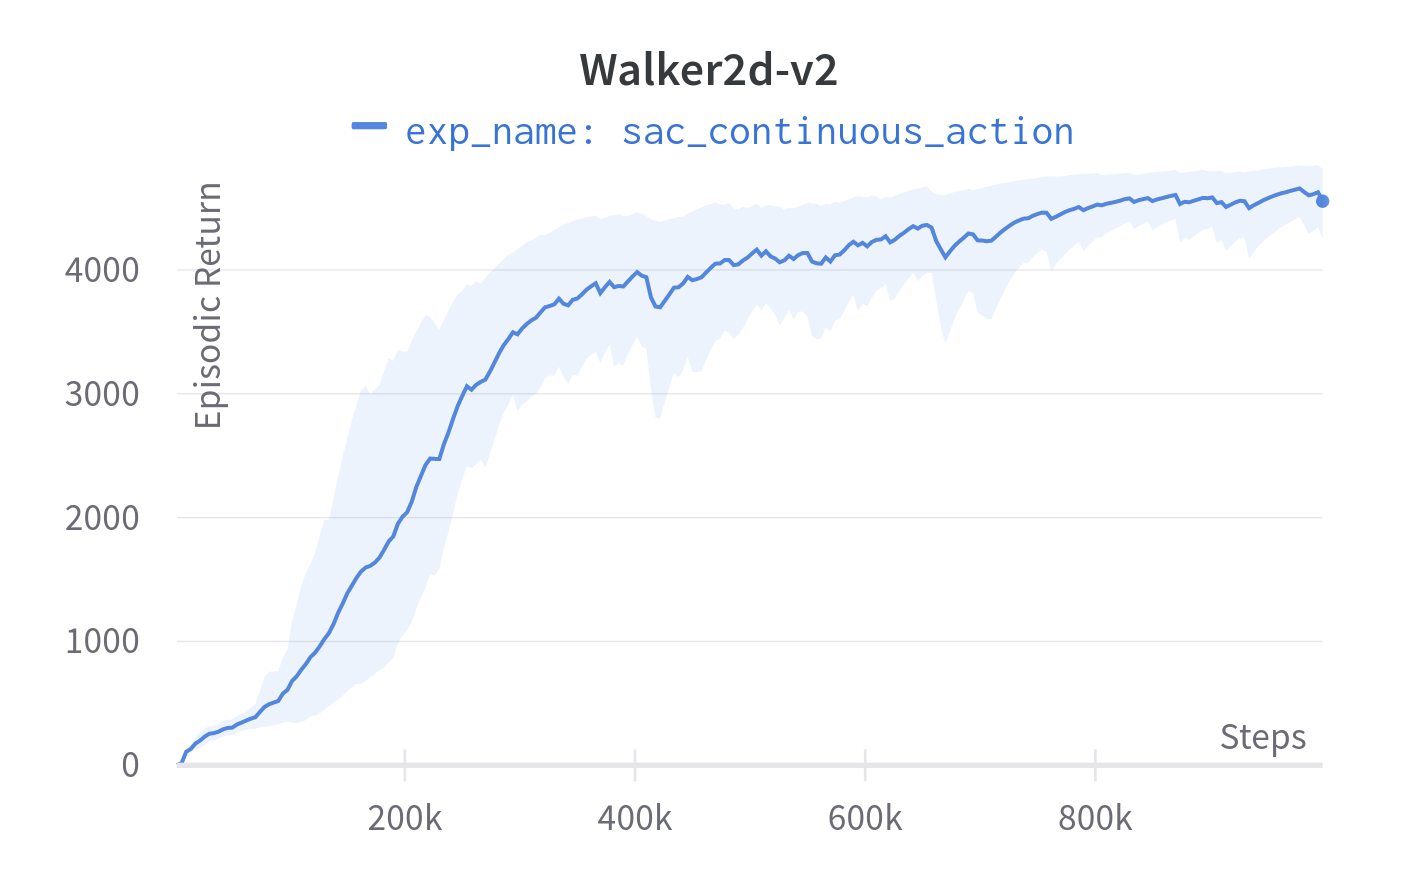 Walker2d-v2
exp_name: sac_continuous_action
Episodic Return
4000
3000
2000
1000
0
Steps
200k
400k
600k
800k